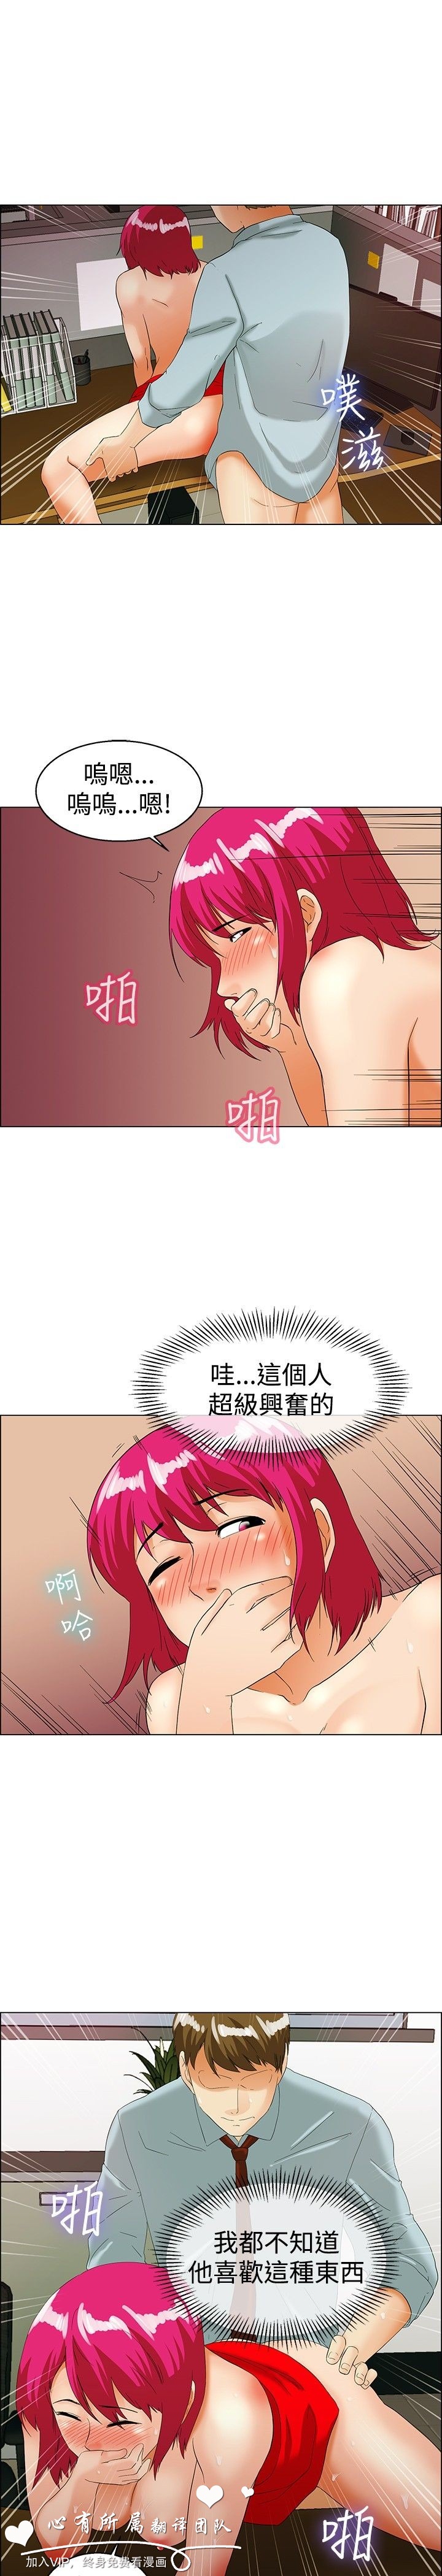 噗
滋
嗚嗯...
嗚嗚...嗯!
啪
啪
哇...這個人
超級興奮的
啊
哈
啪
我都不知道
他喜歡這種東西
啪
心有所属翻译团队
加入VIP，终身免费看漫画